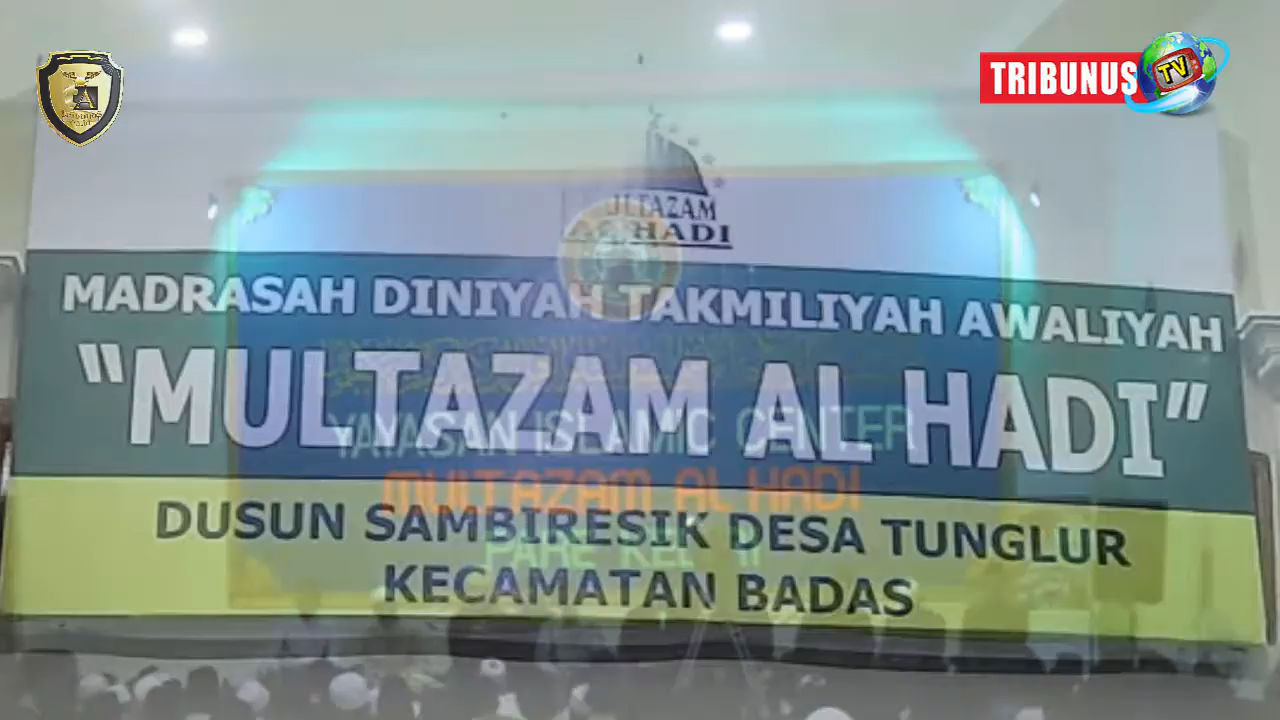 TRIBUNUS TV
AL HADI
MADRASAH DINIYAH TAKMILIYAH AWALIYAH
"MULTAZAM AL HADI"
YAYASAN ISLAMIC CENTER
MULTAZAM AL HADI
DUSUN SAMBIRESIK DESA TUNGLUR
PARE
KECAMATAN BADAS